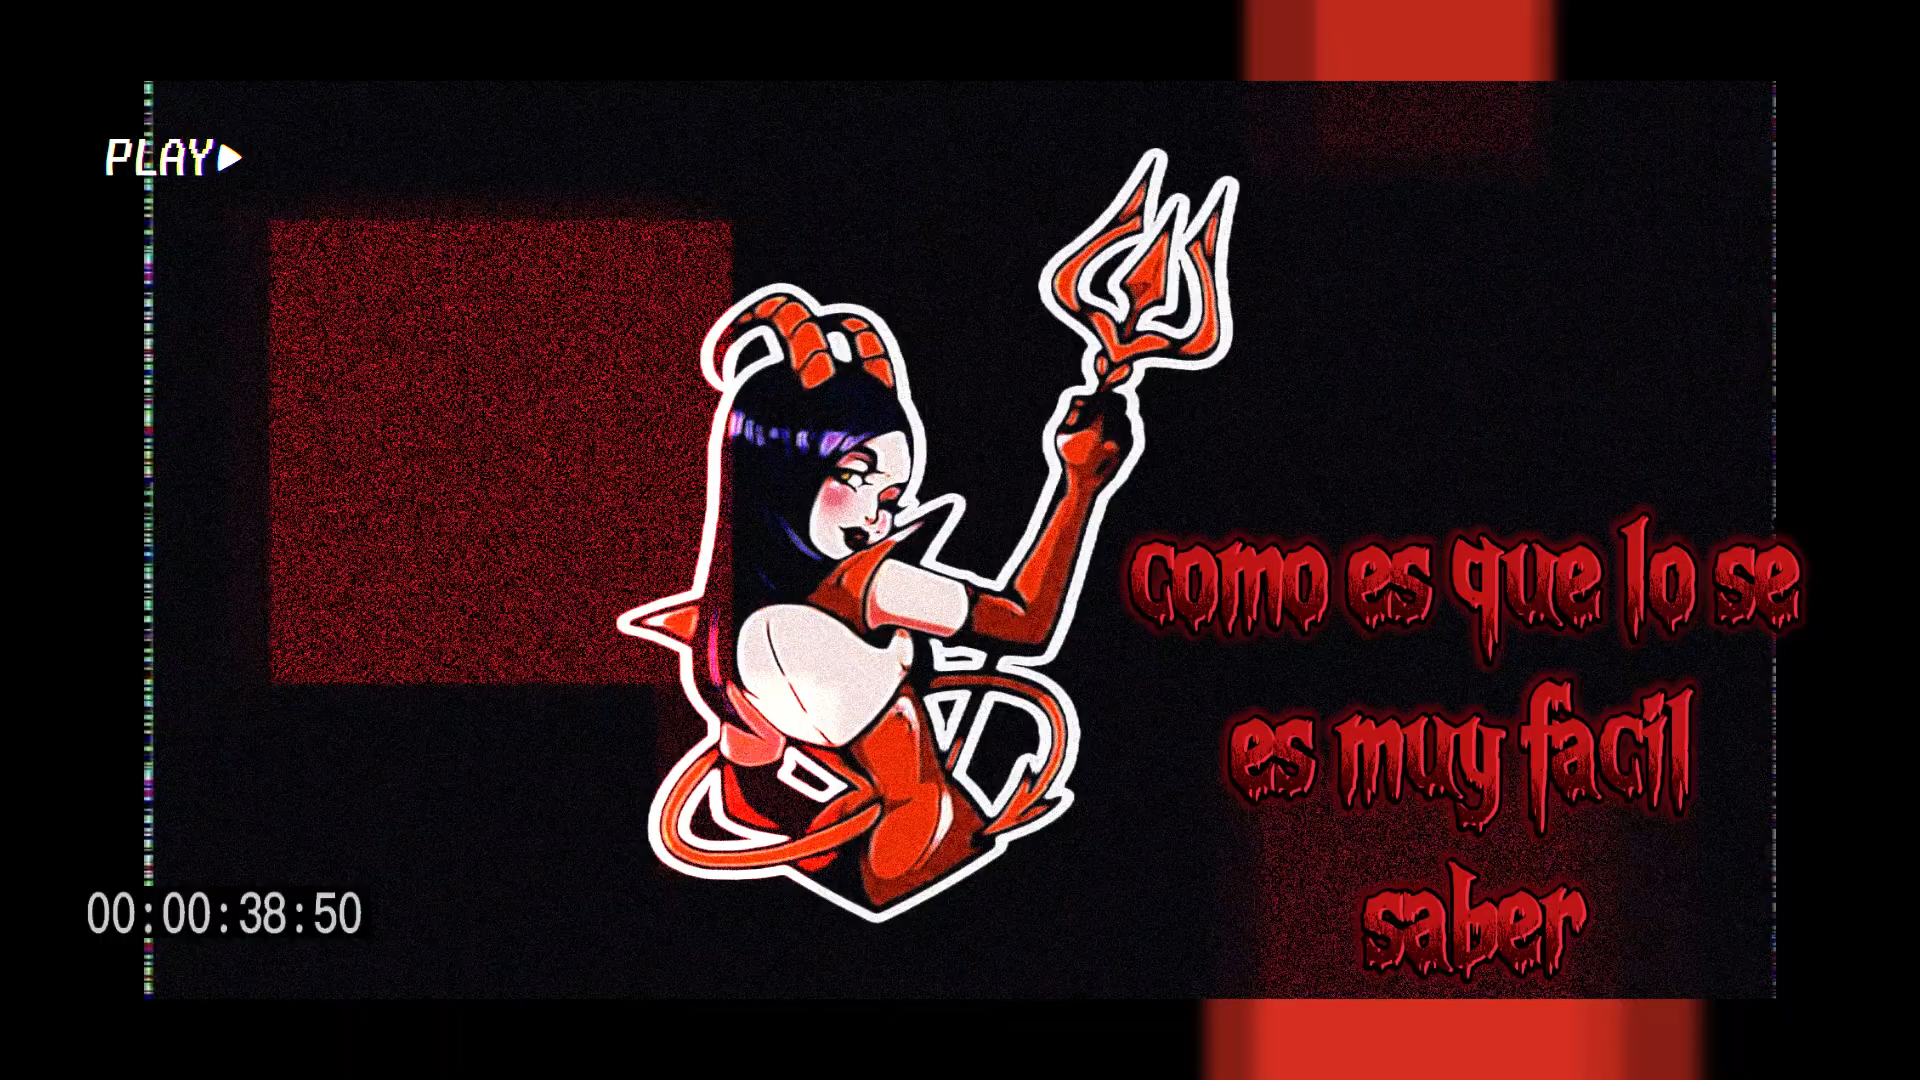 PLAY
como es que lo se
es muy facil
saber
00:00:38:50